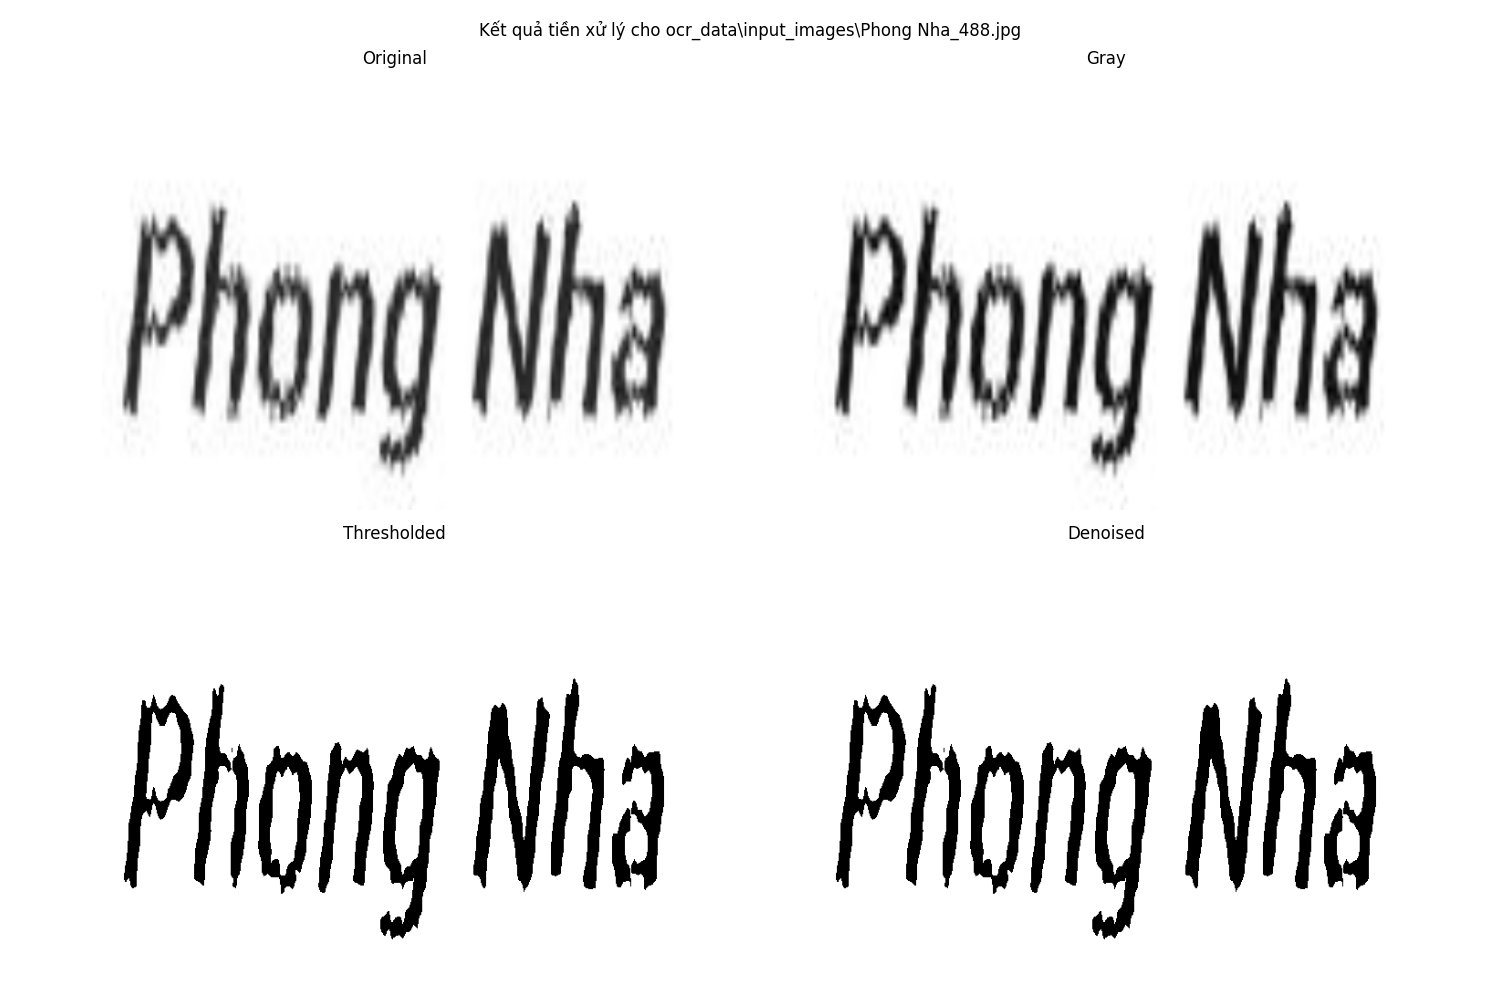 Kết quả tiền xử lý cho ocr_data\input_images\Phong Nha_488.jpg
Original
Gray
Phong Nha
Phong Nha
Thresholded
Denoised
Phong Nha
Phong Nha